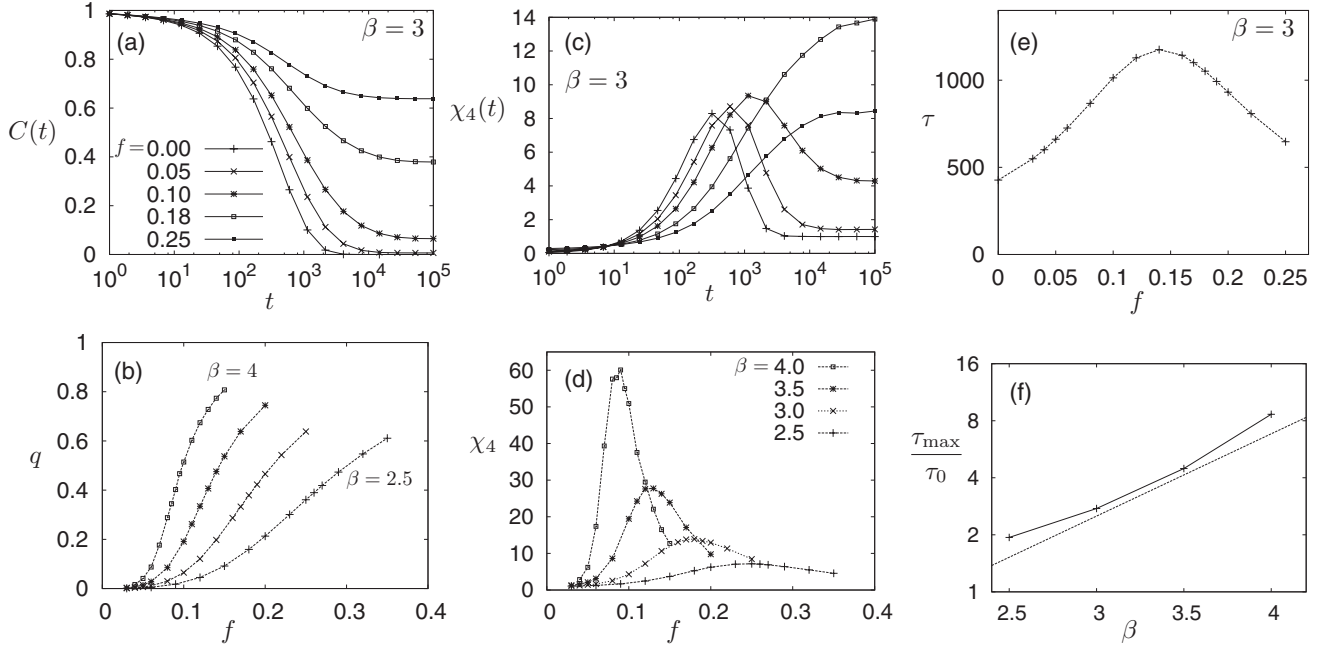 (a)
β = 3
C(t)
1
0.8
0.6
0.4
0.2
0
f = 0.00
0.05
0.10
0.18
0.25
10^0 10^1 10^2 10^3 10^4 10^5
t
(c)
β = 3
χ_4(t)
14
12
10
8
6
4
2
0
10^0 10^1 10^2 10^3 10^4 10^5
t
(e)
β = 3
τ
1000
500
0
0 0.05 0.1 0.15 0.2 0.25
f
(b)
β = 4
β = 2.5
q
1
0.8
0.6
0.4
0.2
0
0 0.1 0.2 0.3 0.4
f
(d)
β = 4.0
3.5
3.0
2.5
χ_4
60
50
40
30
20
10
0
0 0.1 0.2 0.3 0.4
f
(f)
τ_max
τ_0
16
8
4
2
1
2.5 3 3.5 4
β